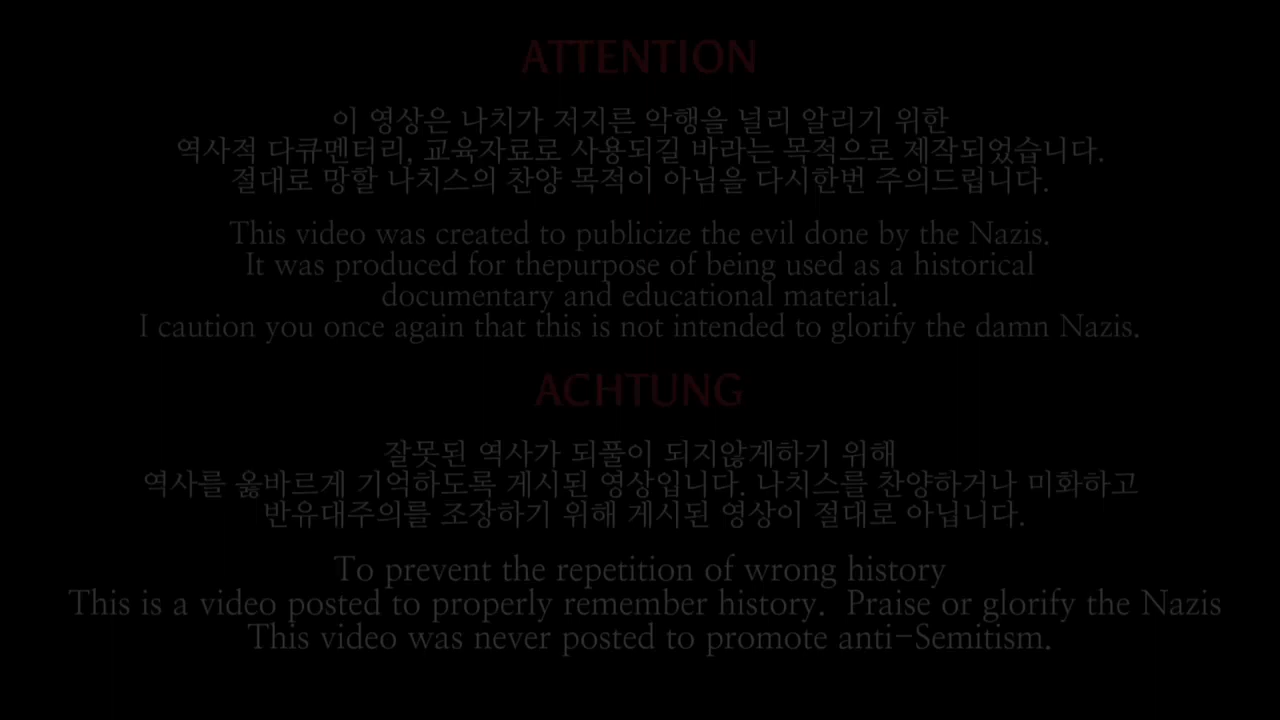 ATTENTION
이 영상은 나치가 저지른 악행을 널리 알리기 위한
역사적 다큐멘터리, 교육자료로 사용되길 바라는 목적으로 제작되었습니다.
절대로 망할 나치스의 찬양 목적이 아님을 다시한번 주의드립니다.
This video was created to publicize the evil done by the Nazis.
It was produced for thepurpose of being used as a historical
documentary and educational material.
I caution you once again that this is not intended to glorify the damn Nazis.
ACHTUNG
잘못된 역사가 되풀이 되지않게하기 위해
역사를 옳바르게 기억하도록 게시된 영상입니다. 나치스를 찬양하거나 미화하고
반유대주의를 조장하기 위해 게시된 영상이 절대로 아닙니다.
To prevent the repetition of wrong history
This is a video posted to properly remember history.  Praise or glorify the Nazis
This video was never posted to promote anti-Semitism.